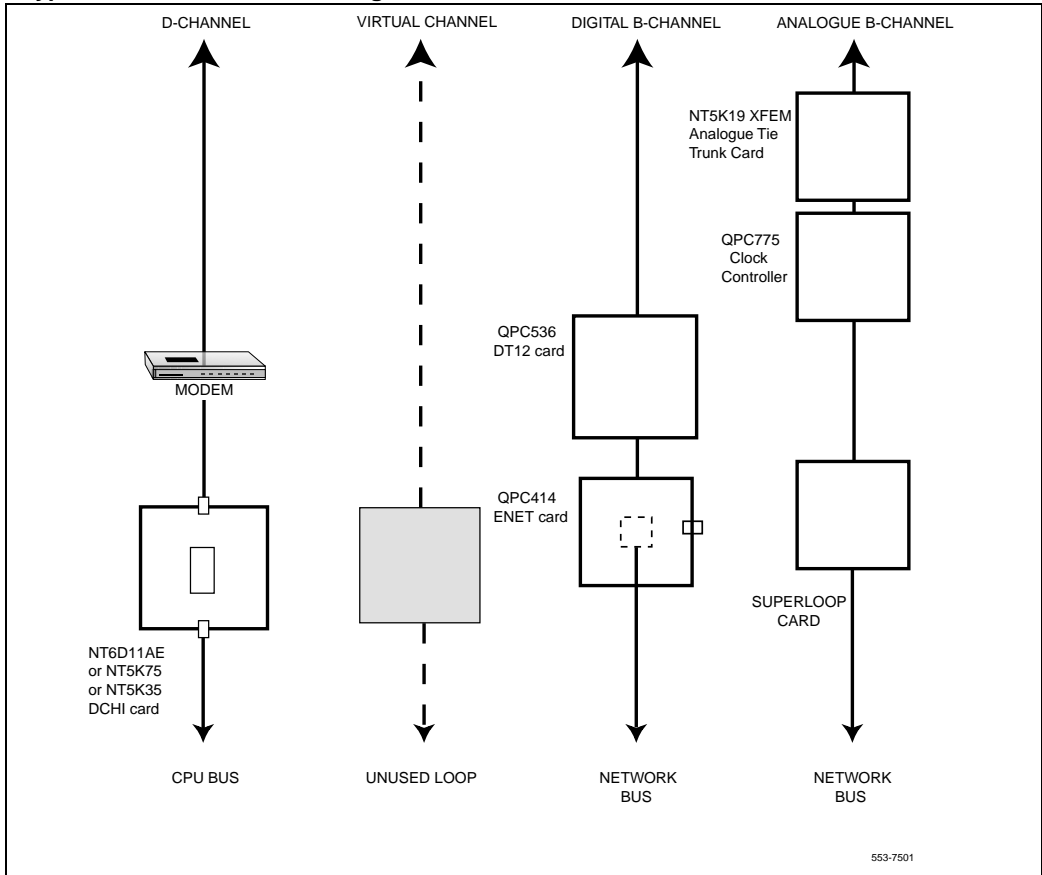 D-CHANNEL
VIRTUAL CHANNEL
DIGITAL B-CHANNEL
ANALOGUE B-CHANNEL
NT5K19 XFEM
Analogue Tie
Trunk Card
QPC775
Clock
Controller
QPC536
DT12 card
MODEM
QPC414
ENET card
SUPERLOOP
CARD
NT6D11AE
or NT5K75
or NT5K35
DCHI card
CPU BUS
UNUSED LOOP
NETWORK
BUS
NETWORK
BUS
553-7501